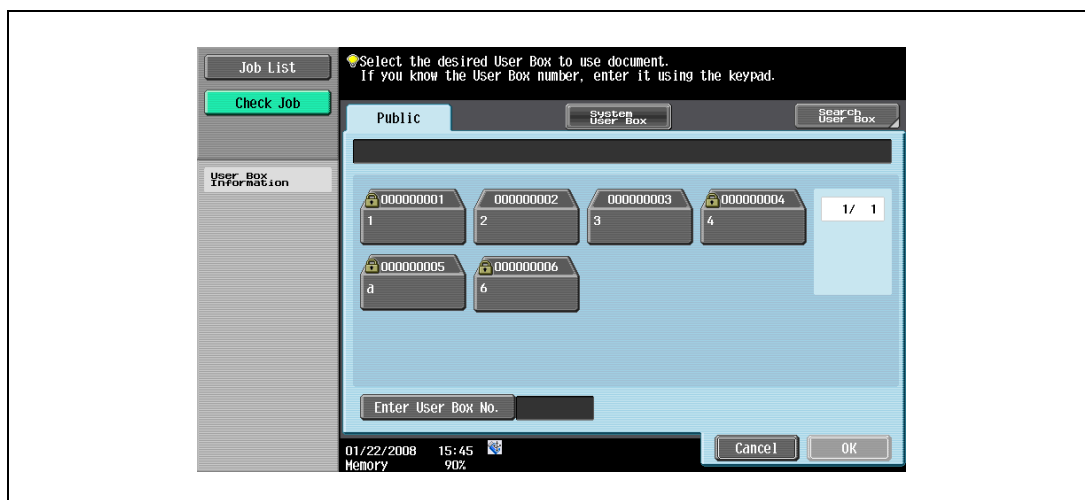 Job List
Check Job
Select the desired User Box to use document.
If you know the User Box number, enter it using the keypad.
Public
System
User Box
Search
User Box
User Box
Information
000000001
1
000000002
2
000000003
3
000000004
4
1/ 1
000000005
a
000000006
6
Enter User Box No.
01/22/2008 15:45
Memory 90%
Cancel
OK